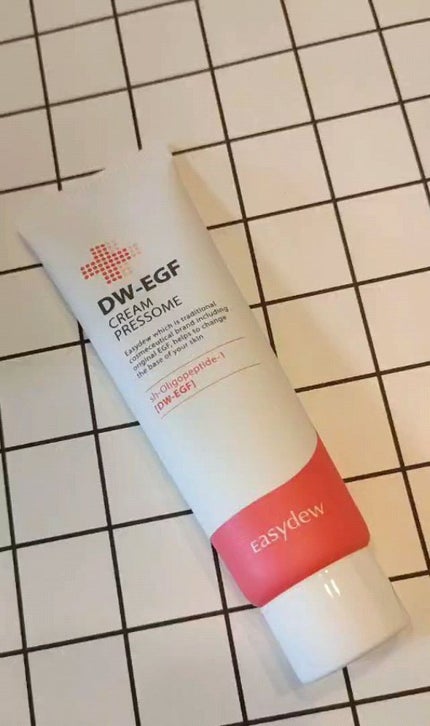 DW-EGF
CREAM
PRESSOME
Easydew which is traditional
cosmeceutical brand including
original EGF, helps to change
the base of your skin
sh-Oligopeptide-1
[DW-EGF]
Easydew